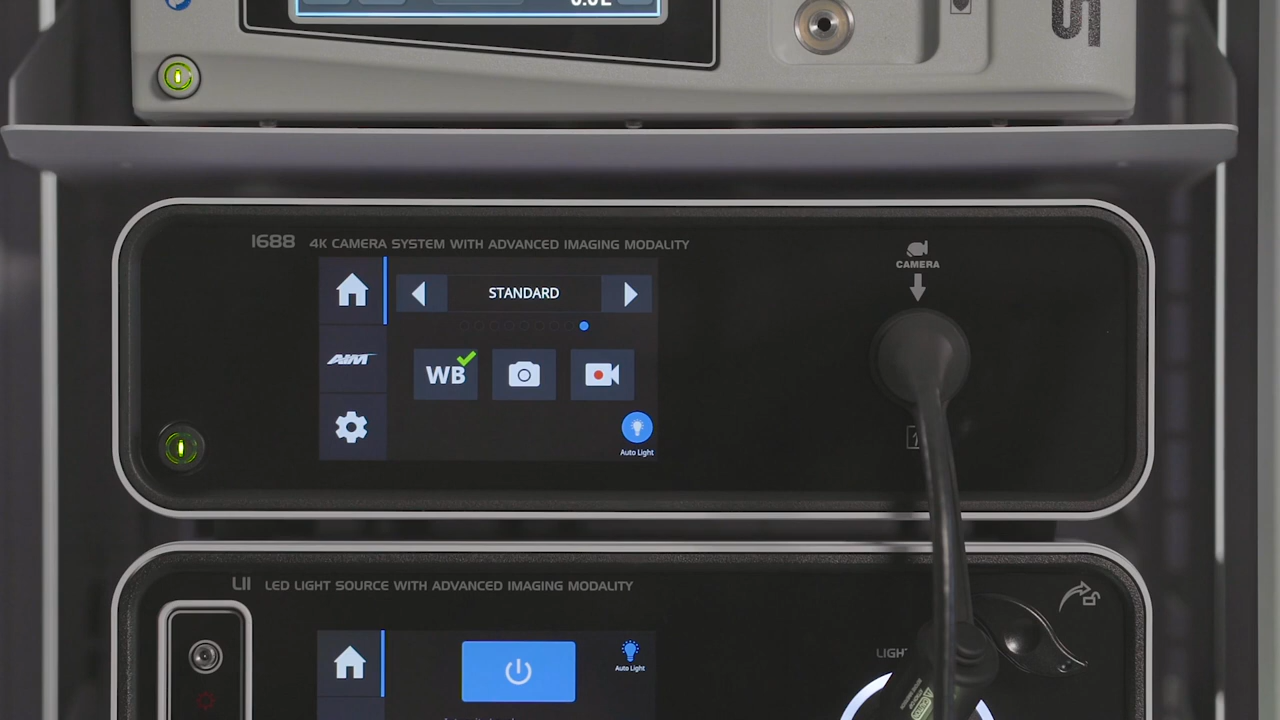 1688 4K CAMERA SYSTEM WITH ADVANCED IMAGING MODALITY
CAMERA
STANDARD
AIM
WB
Auto Light
L11 LED LIGHT SOURCE WITH ADVANCED IMAGING MODALITY
Auto Light
LIGHT